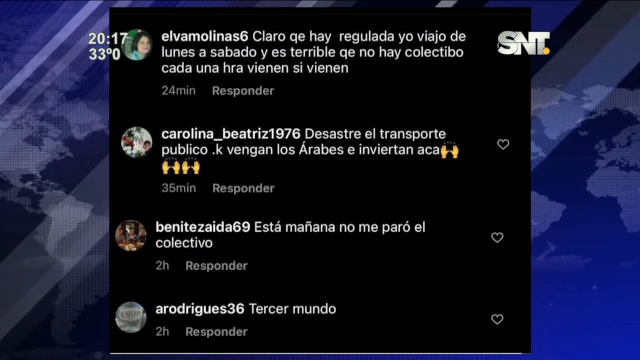 20:17
33º0
SNT.
elvamolinas6 Claro qe hay regulada yo viajo de
lunes a sabado y es terrible qe no hay colectibo
cada una hra vienen si vienen
24min Responder
carolina_beatriz1976 Desastre el transporte
publico .k vengan los Árabes e inviertan aca🙌
🙌🙌
35min Responder
benitezaida69 Está mañana no me paró el
colectivo
2h Responder
arodrigues36 Tercer mundo
2h Responder